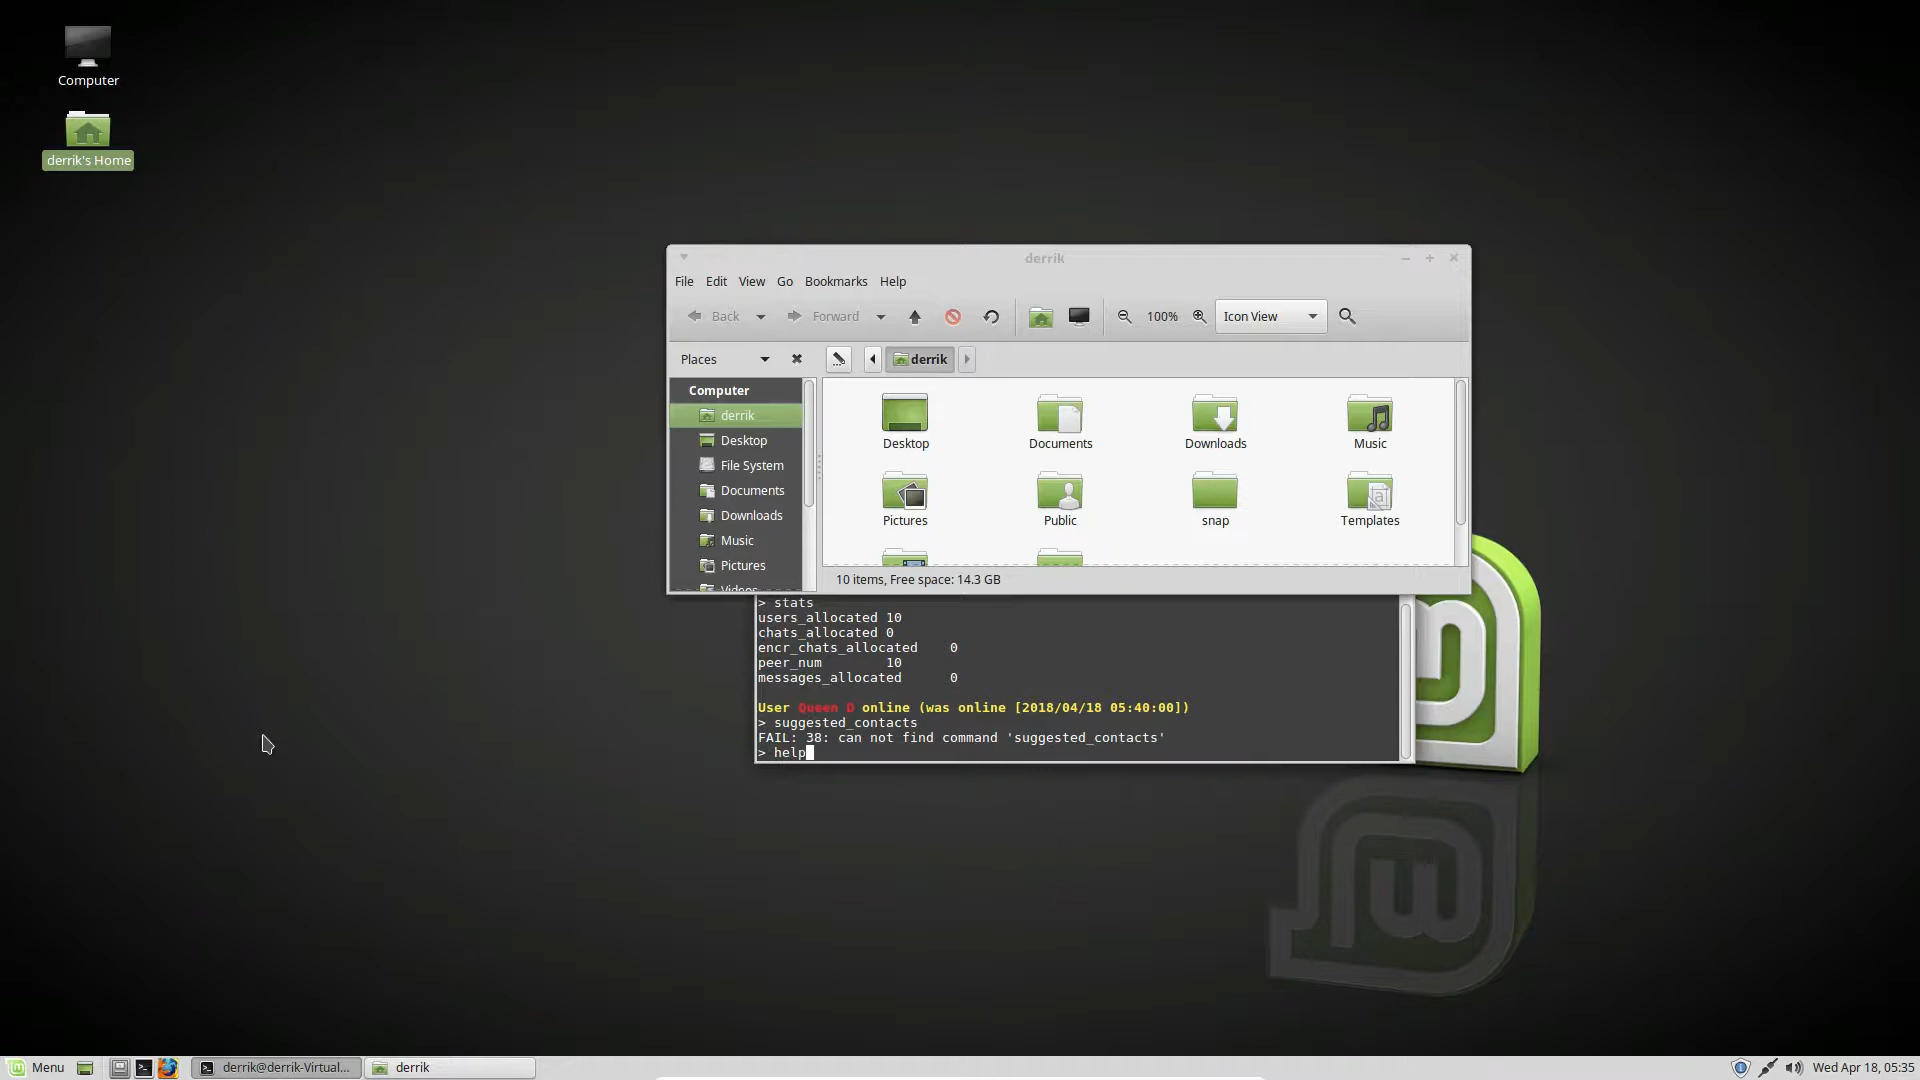 Computer
derrik's Home
derrik
File Edit View Go Bookmarks Help
Back Forward 100% Icon View
Places derrik
Computer
derrik
Desktop
File System
Documents
Downloads
Music
Pictures
Videos
Desktop Documents Downloads Music
Pictures Public snap Templates
10 items, Free space: 14.3 GB
> stats
users_allocated 10
chats_allocated 0
encr_chats_allocated 0
peer_num 10
messages_allocated 0
User Queen D online (was online [2018/04/18 05:40:00])
> suggested_contacts
FAIL: 38: can not find command 'suggested_contacts'
> help
Menu derrik@derrik-Virtual... derrik Wed Apr 18, 05:35